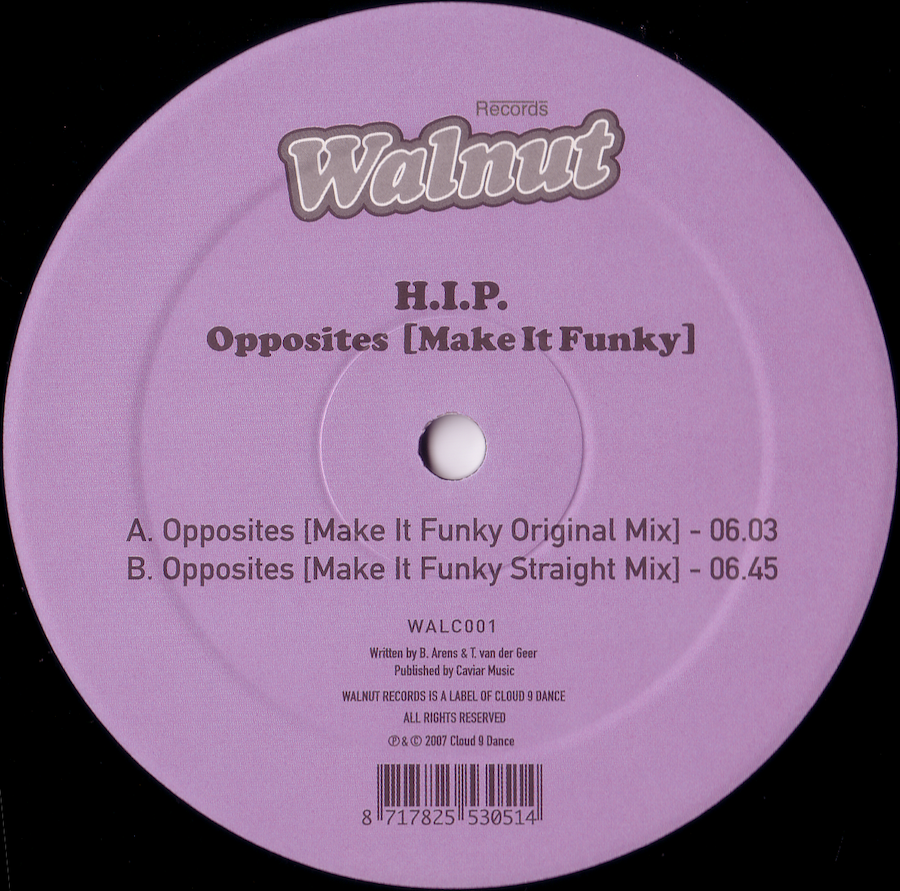 Records
Walnut
H.I.P.
Opposites [Make It Funky]
A. Opposites [Make It Funky Original Mix] - 06.03
B. Opposites [Make It Funky Straight Mix] - 06.45
WALC001
Written by B. Arens & T. van der Geer
Published by Caviar Music
WALNUT RECORDS IS A LABEL OF CLOUD 9 DANCE
ALL RIGHTS RESERVED
℗ & © 2007 Cloud 9 Dance
8 717825 530514